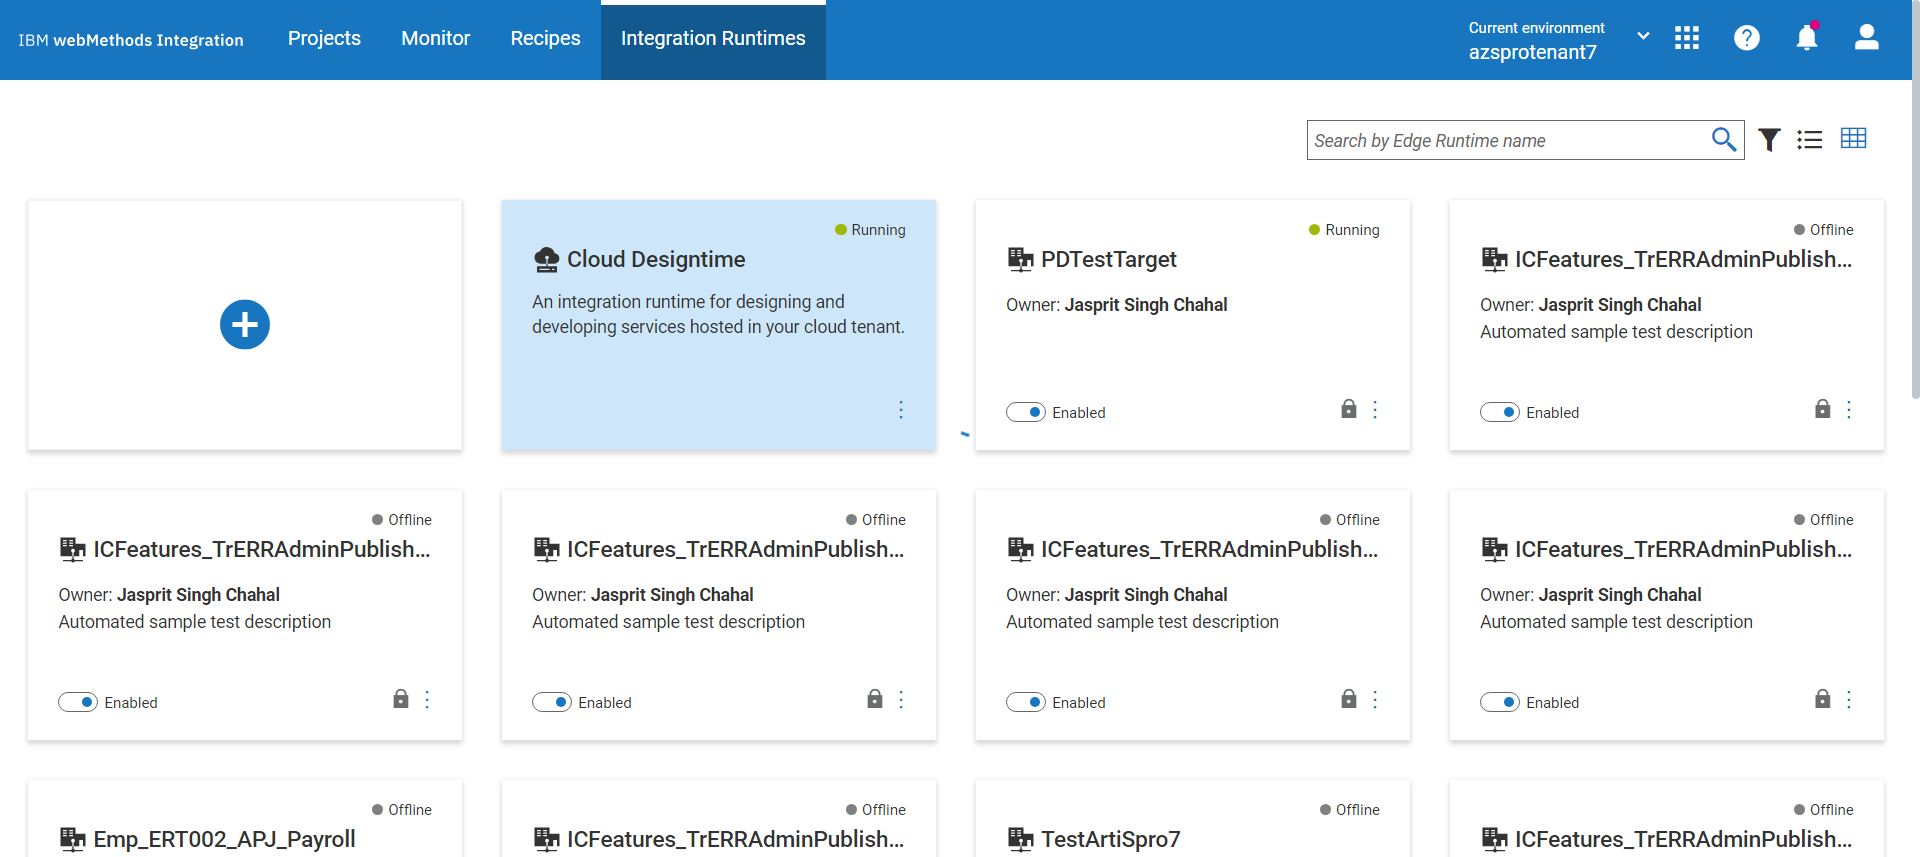 IBM webMethods Integration
Projects
Monitor
Recipes
Integration Runtimes
Current environment
azsprotenant7
Search by Edge Runtime name
Running
Cloud Designtime
An integration runtime for designing and
developing services hosted in your cloud tenant.
Running
PDTestTarget
Owner: Jasprit Singh Chahal
Enabled
Offline
ICFeatures_TrERRAdminPublish...
Owner: Jasprit Singh Chahal
Automated sample test description
Enabled
Offline
ICFeatures_TrERRAdminPublish...
Owner: Jasprit Singh Chahal
Automated sample test description
Enabled
Offline
ICFeatures_TrERRAdminPublish...
Owner: Jasprit Singh Chahal
Automated sample test description
Enabled
Offline
ICFeatures_TrERRAdminPublish...
Owner: Jasprit Singh Chahal
Automated sample test description
Enabled
Offline
ICFeatures_TrERRAdminPublish...
Owner: Jasprit Singh Chahal
Automated sample test description
Enabled
Offline
Emp_ERT002_APJ_Payroll
Offline
ICFeatures_TrERRAdminPublish...
Offline
TestArtiSpro7
Offline
ICFeatures_TrERRAdminPublish...